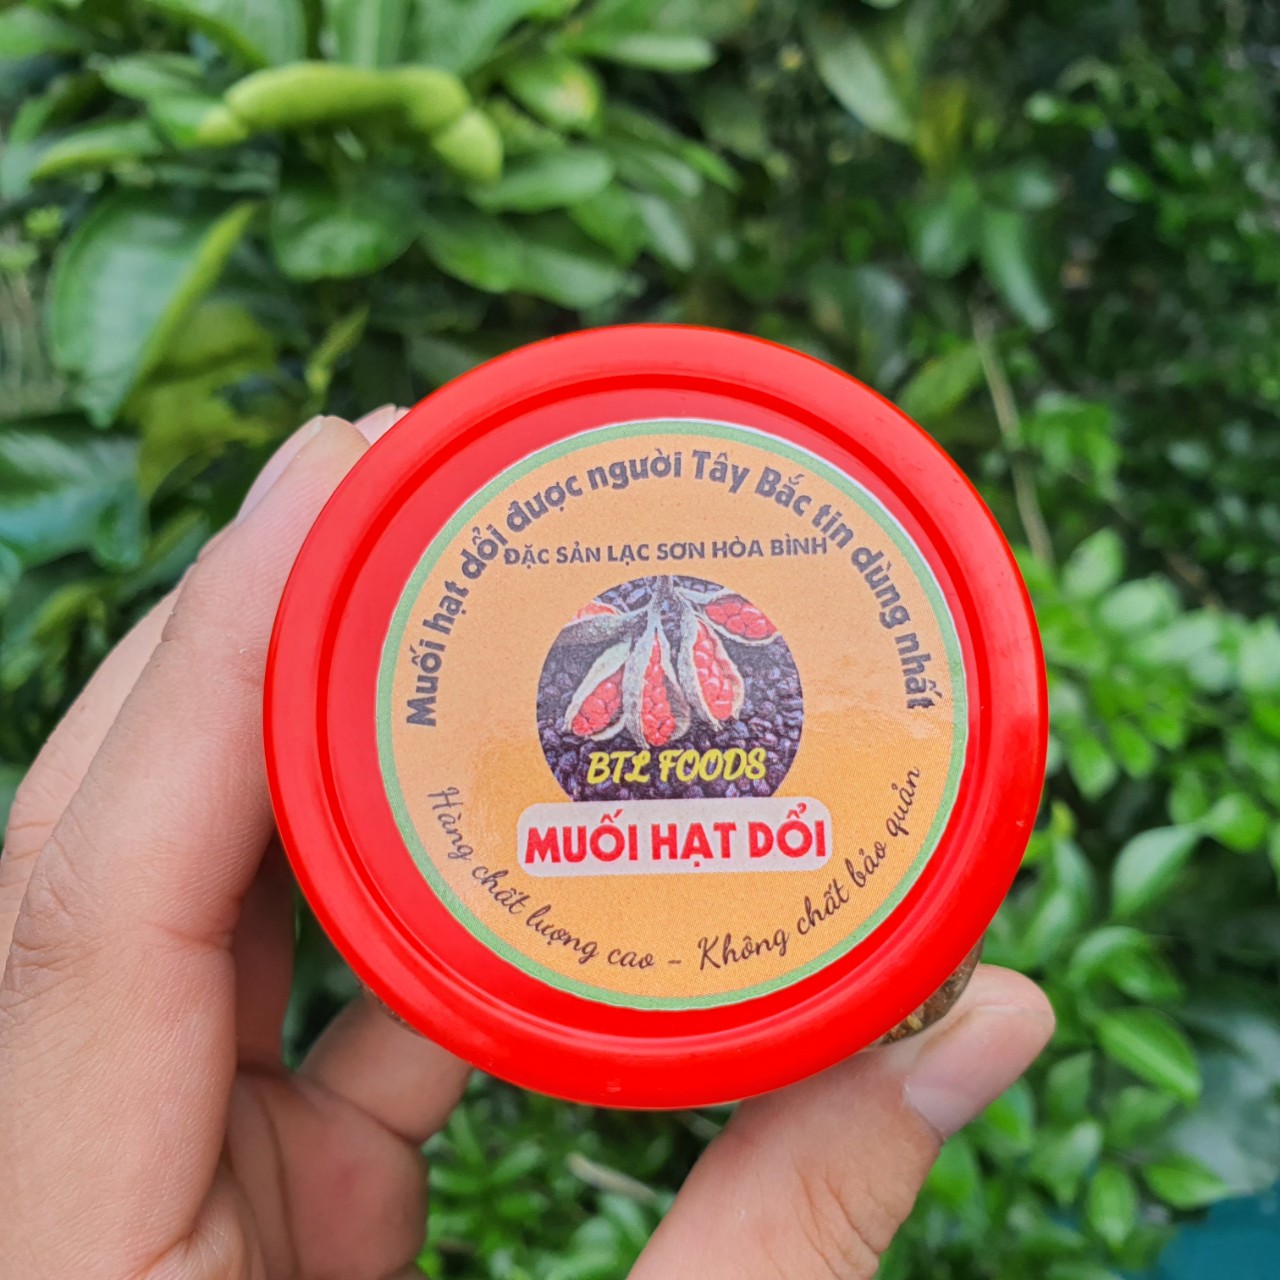 Muối hạt dổi được người Tây Bắc tin dùng nhất
ĐẶC SẢN LẠC SƠN HÒA BÌNH
BTL FOODS
MUỐI HẠT DỔI
Hàng chất lượng cao - Không chất bảo quản